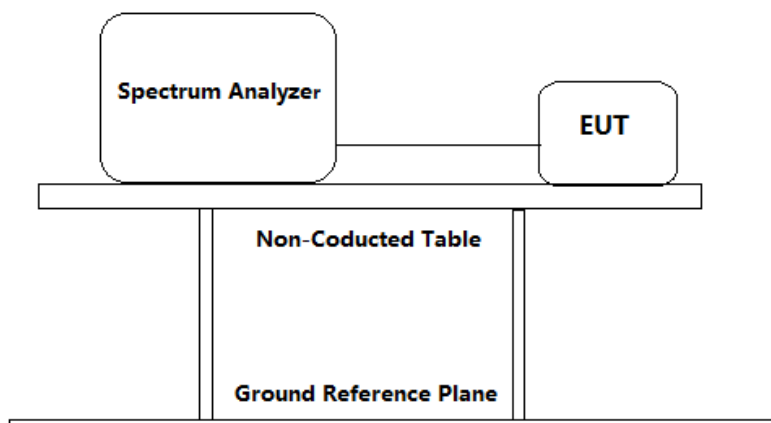 Spectrum Analyzer
EUT
Non-Coducted Table
Ground Reference Plane